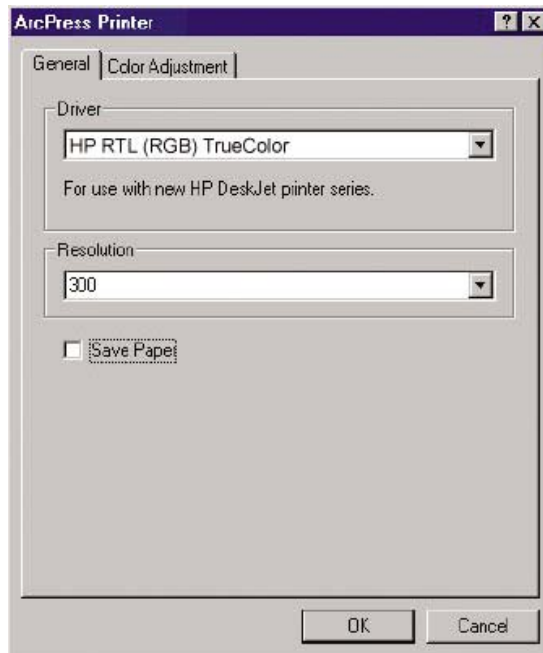 ArcPress Printer
General
Color Adjustment
Driver
HP RTL (RGB) TrueColor
For use with new HP DeskJet printer series.
Resolution
300
Save Paper
OK
Cancel